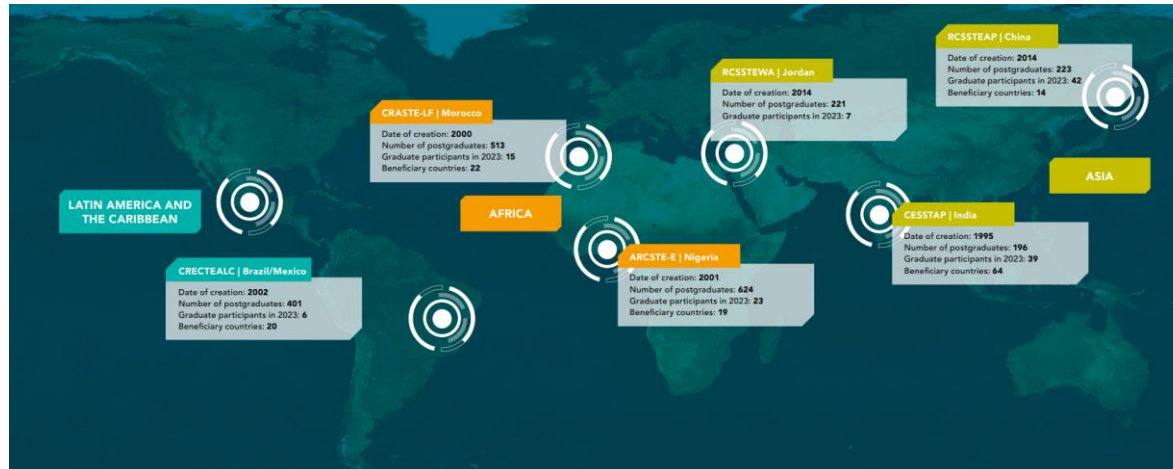 RCSSTEAP | China
Date of creation: 2014
Number of postgraduates: 223
Graduate participants in 2023: 42
Beneficiary countries: 14
RCSSTEWA | Jordan
Date of creation: 2014
Number of postgraduates: 221
Graduate participants in 2023: 7
CRASTE-LF | Morocco
Date of creation: 2000
Number of postgraduates: 513
Graduate participants in 2023: 15
Beneficiary countries: 22
LATIN AMERICA AND
THE CARIBBEAN
AFRICA
ASIA
CESSTAP | India
Date of creation: 1995
Number of postgraduates: 196
Graduate participants in 2023: 39
Beneficiary countries: 64
CRECTEALC | Brazil/Mexico
Date of creation: 2002
Number of postgraduates: 401
Graduate participants in 2023: 6
Beneficiary countries: 20
ARCSTE-E | Nigeria
Date of creation: 2001
Number of postgraduates: 624
Graduate participants in 2023: 23
Beneficiary countries: 19